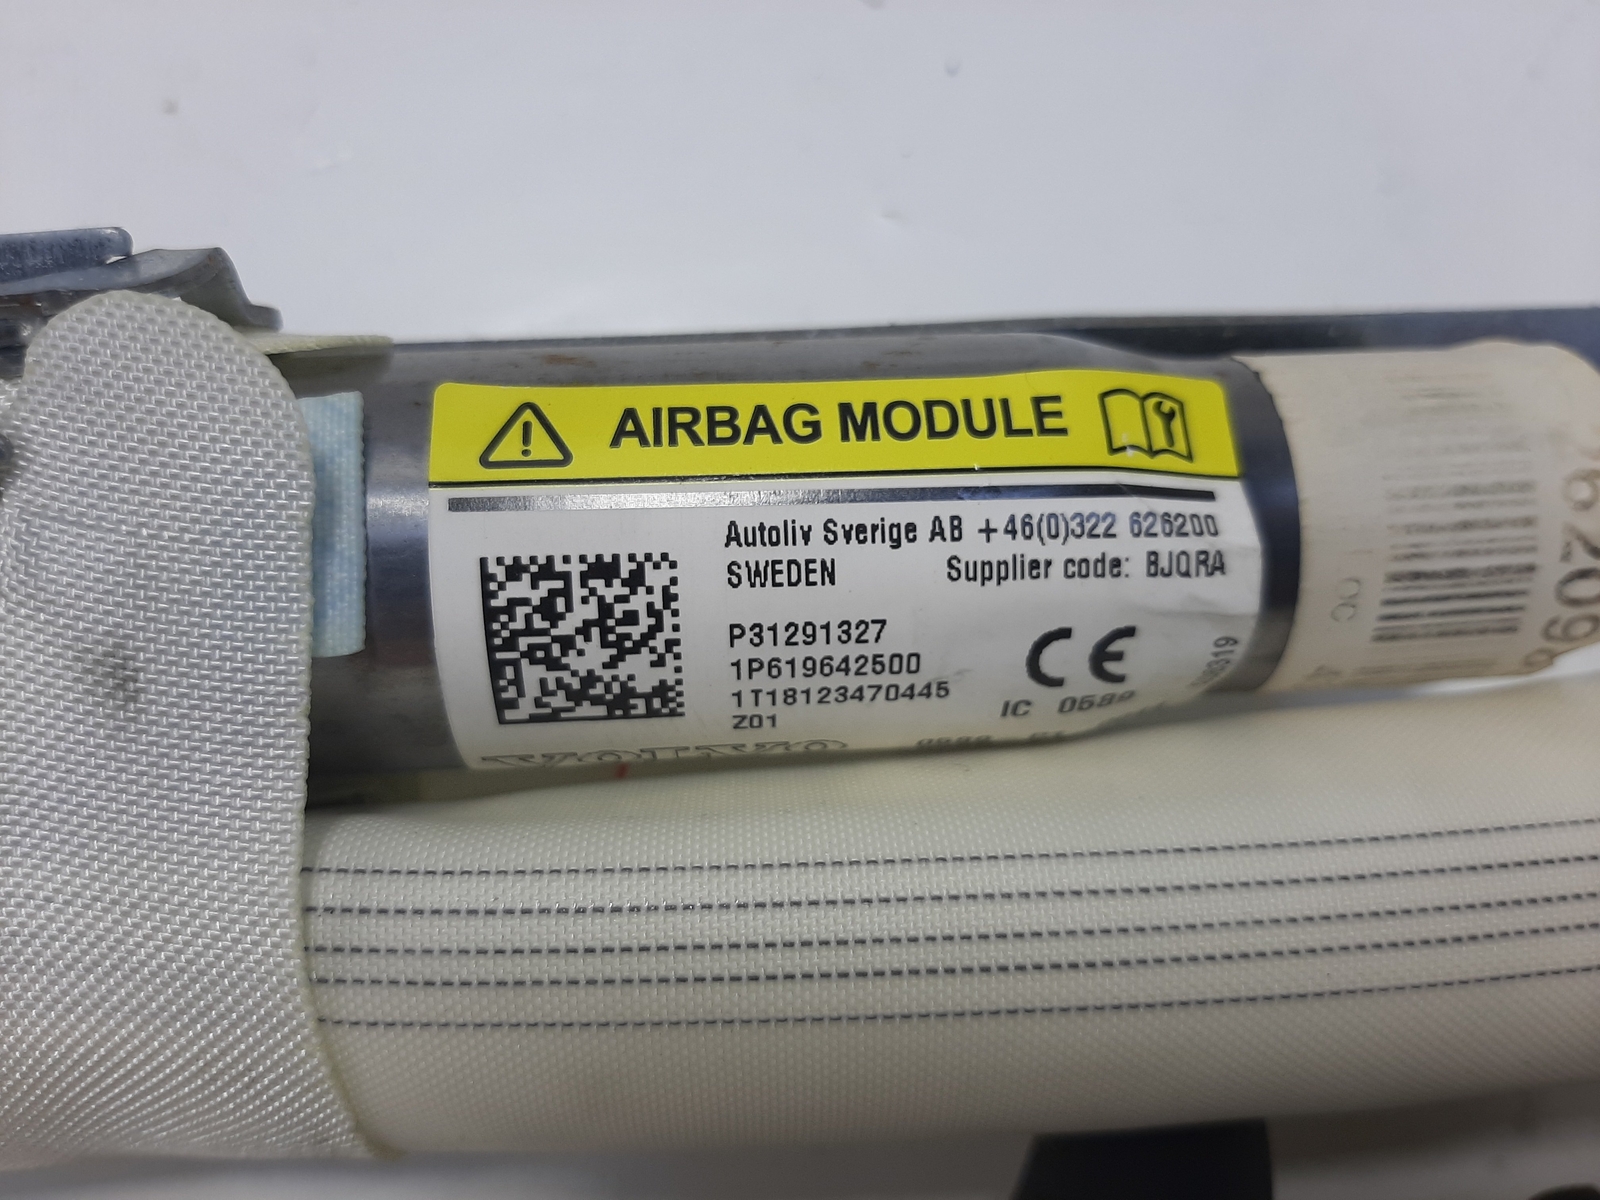 AIRBAG MODULE
Autoliv Sverige AB +46(0)322 626200
SWEDEN Supplier code: BJQRA
P31291327
1P619642500
1T18123470445
Z01
CE
IC 0589
VOLVO